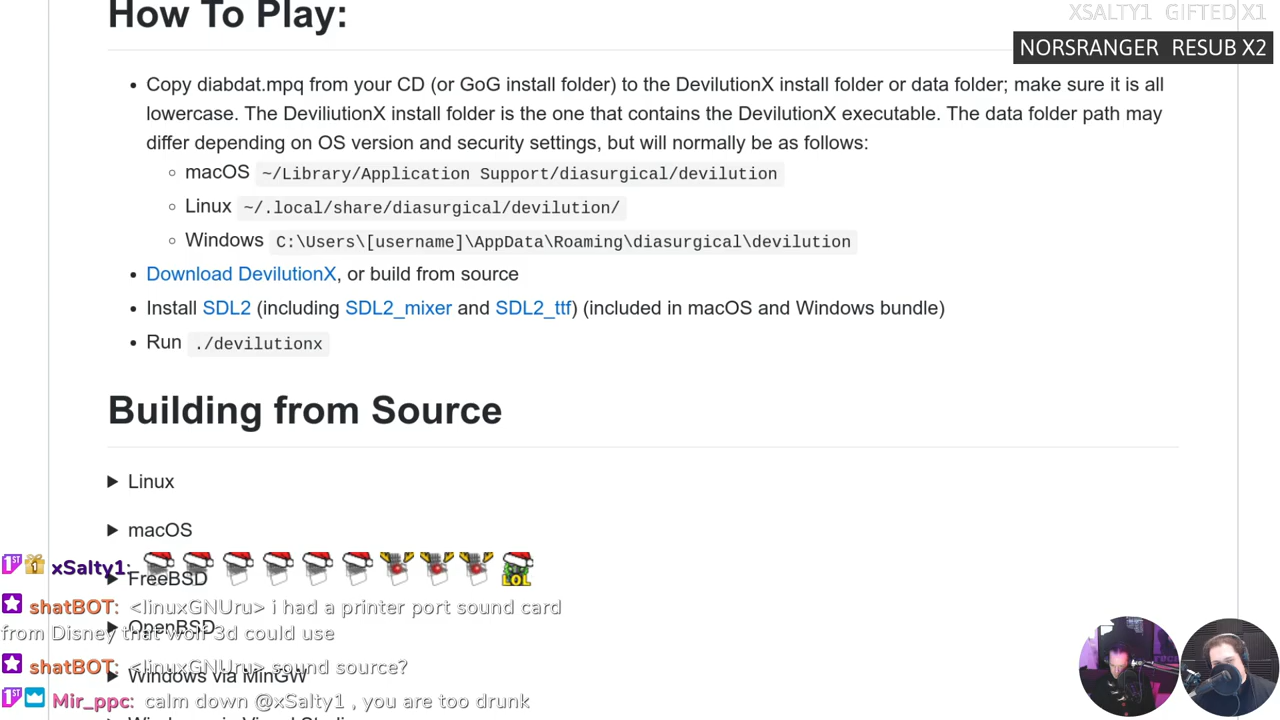 XSALTY1 GIFTED X1
NORSRANGER RESUB X2
How To Play:
Copy diabdat.mpq from your CD (or GoG install folder) to the DevilutionX install folder or data folder; make sure it is all
lowercase. The DeviliutionX install folder is the one that contains the DevilutionX executable. The data folder path may
differ depending on OS version and security settings, but will normally be as follows:
macOS ~/Library/Application Support/diasurgical/devilution
Linux ~/.local/share/diasurgical/devilution/
Windows C:\Users\[username]\AppData\Roaming\diasurgical\devilution
Download DevilutionX, or build from source
Install SDL2 (including SDL2_mixer and SDL2_ttf) (included in macOS and Windows bundle)
Run ./devilutionx
Building from Source
Linux
macOS
xSalty1: LOL
FreeBSD
shatBOT: <linuxGNUru> i had a printer port sound card
from Disney that wolf 3d could use
OpenBSD
shatBOT: <linuxGNUru> sound source?
Windows via MinGW
Mir_ppc: calm down @xSalty1 , you are too drunk